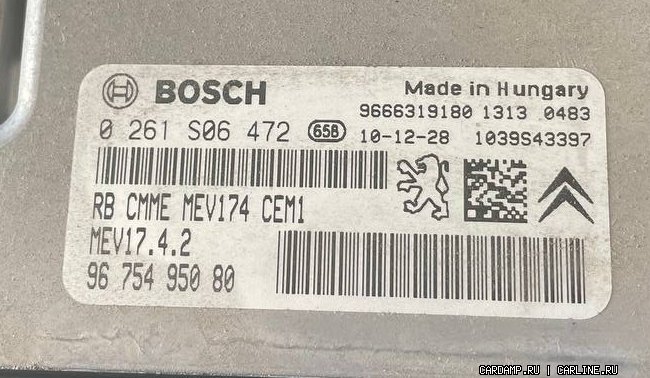 BOSCH
Made in Hungary
9666319180 1313 0483
0 261 S06 472 658 10-12-28 1039S43397
RB CMME MEV174 CEM1
MEV17.4.2
96 754 950 80
CARDAMP.RU | CARLINE.RU